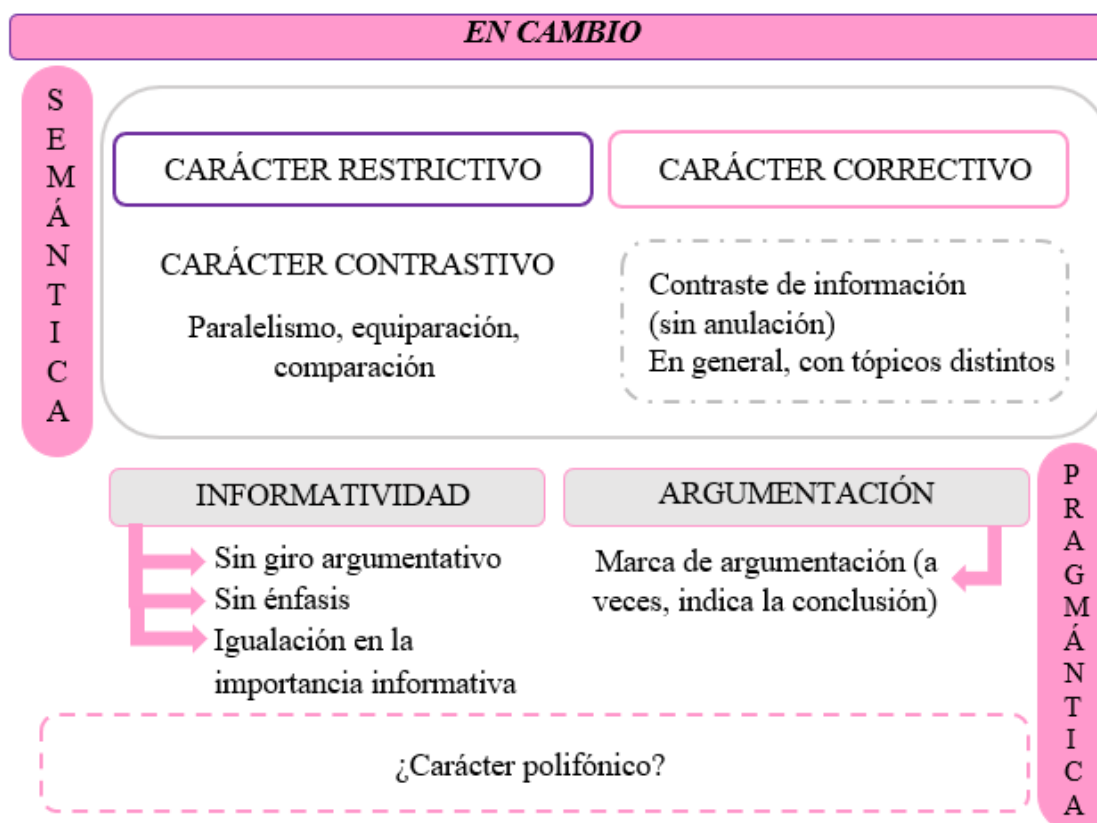 EN CAMBIO
SEMÁNTICA
CARÁCTER RESTRICTIVO
CARÁCTER CORRECTIVO
CARÁCTER CONTRASTIVO
Paralelismo, equiparación,
comparación
Contraste de información
(sin anulación)
En general, con tópicos distintos
PRAGMÁNTICA
INFORMATIVIDAD
Sin giro argumentativo
Sin énfasis
Igualación en la
importancia informativa
ARGUMENTACIÓN
Marca de argumentación (a
veces, indica la conclusión)
¿Carácter polifónico?